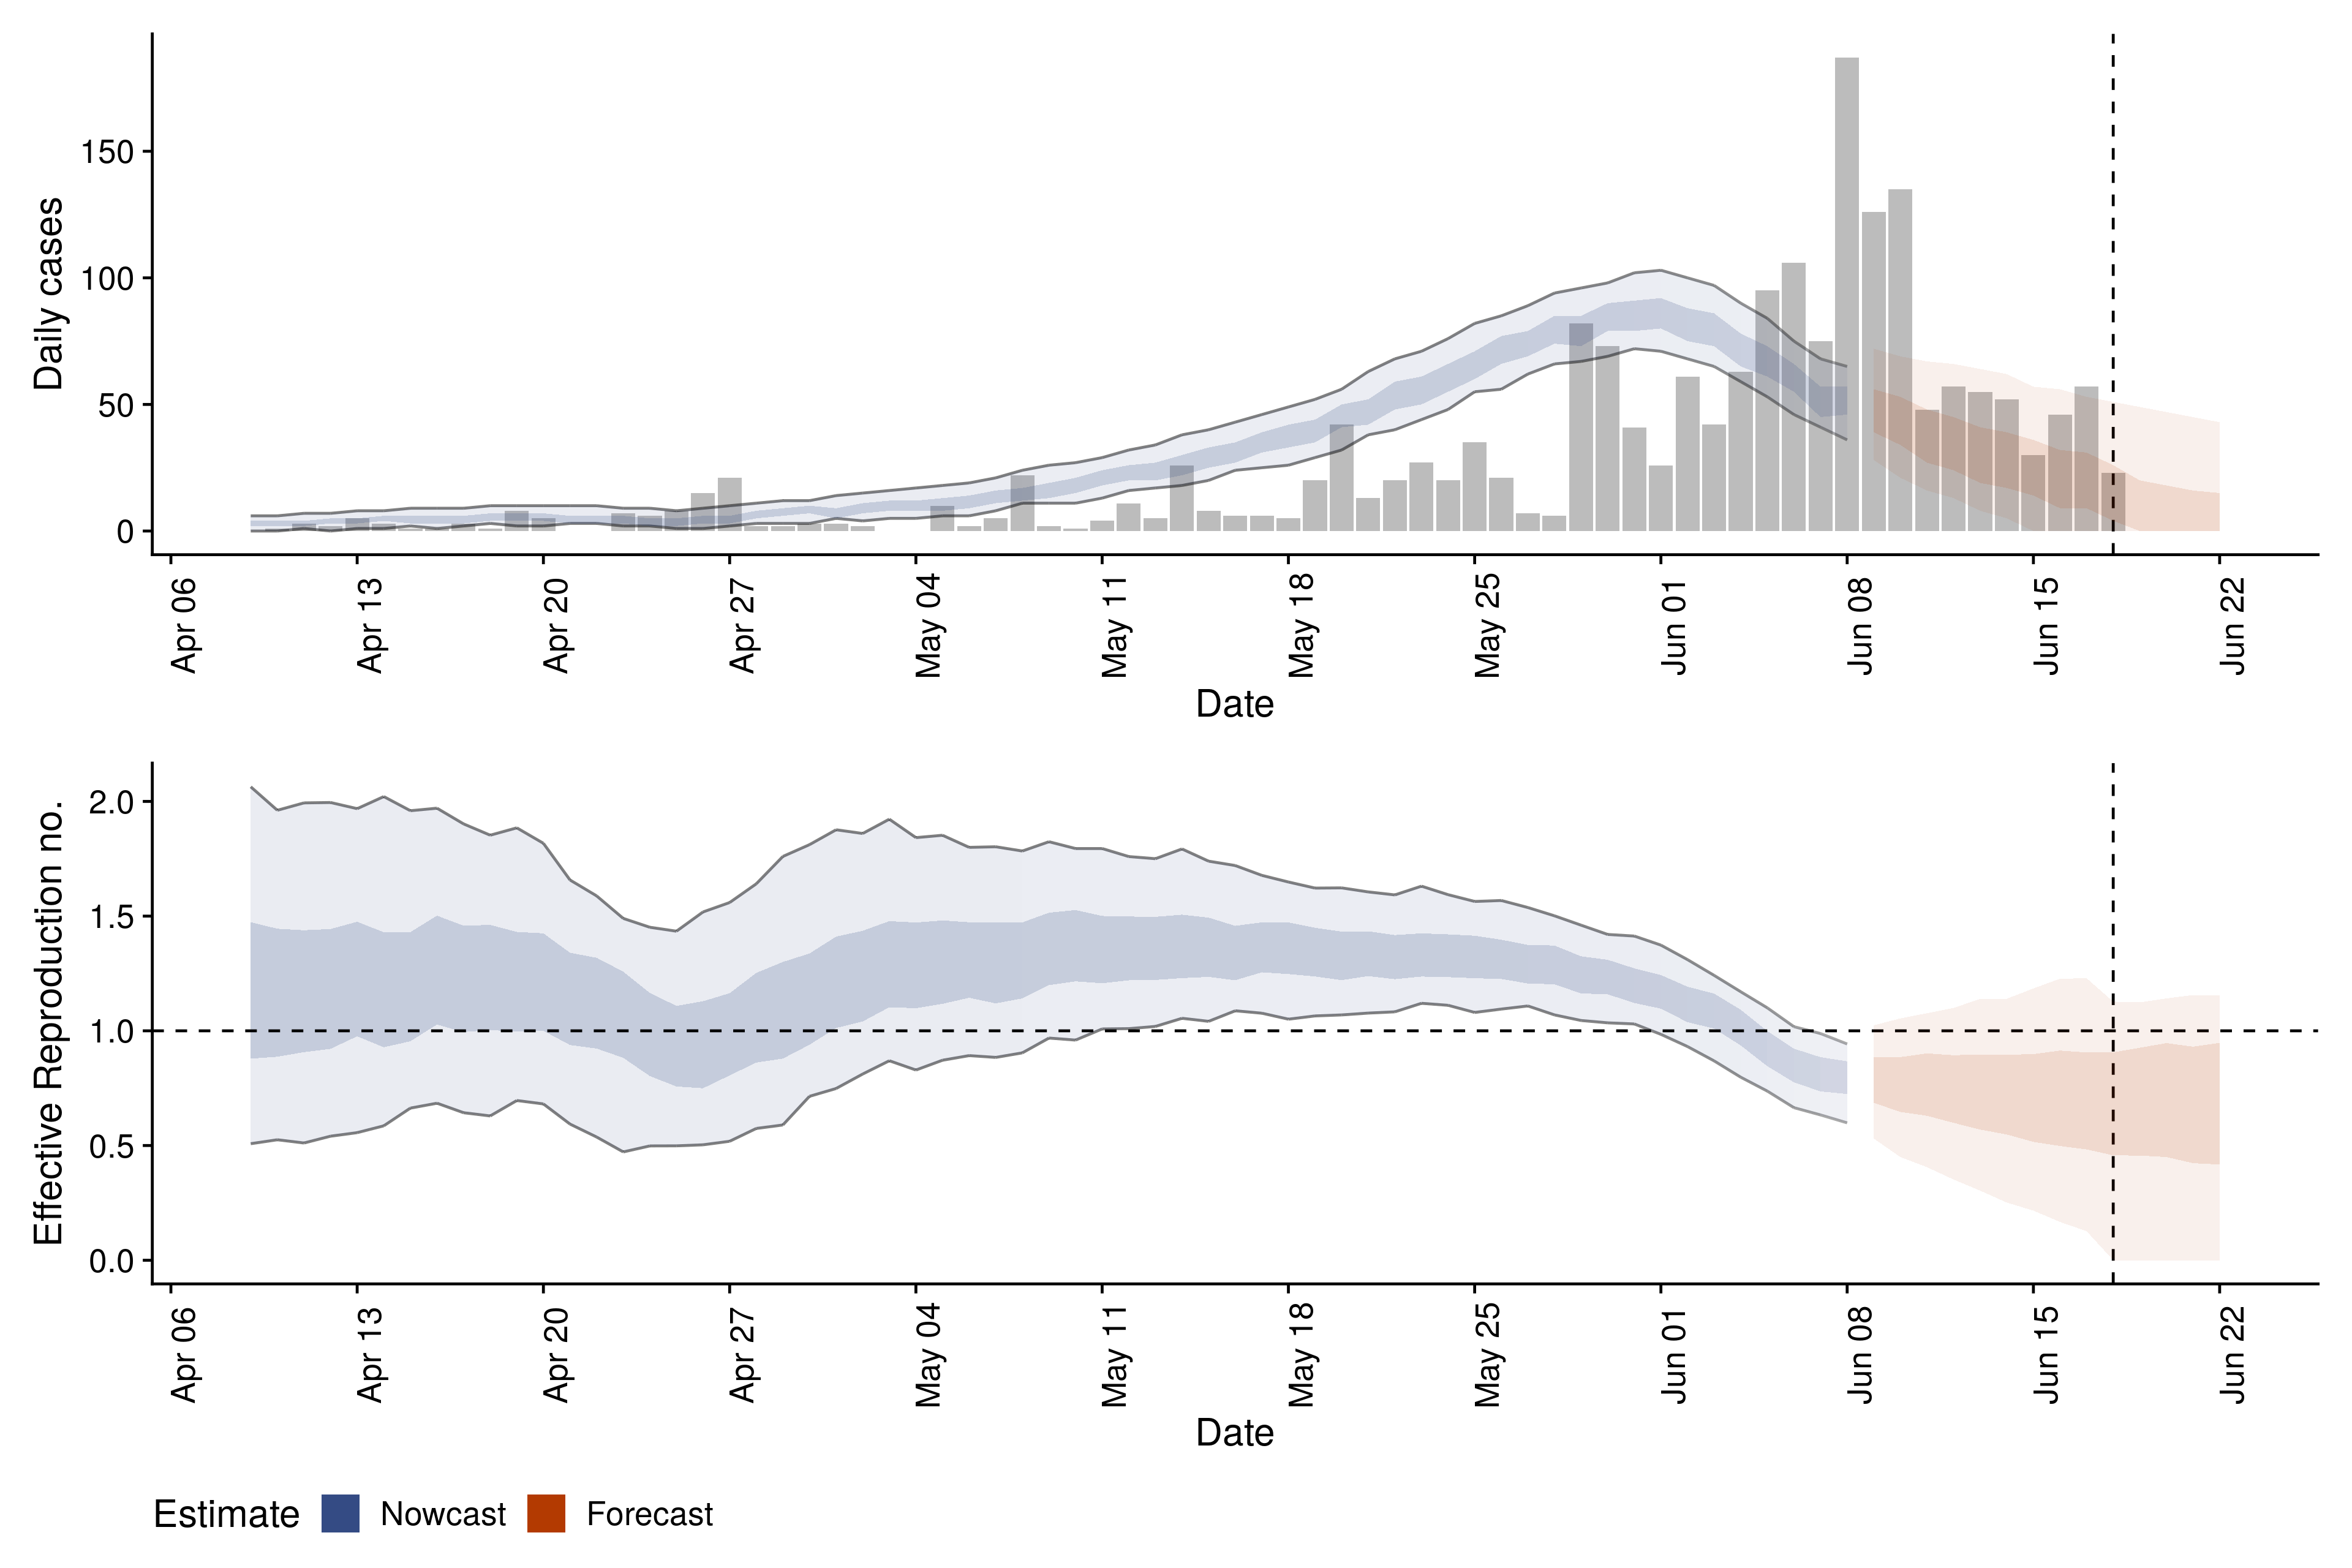 Daily cases
150
100
50
0
Apr 06
Apr 13
Apr 20
Apr 27
May 04
May 11
May 18
May 25
Jun 01
Jun 08
Jun 15
Jun 22
Date
Effective Reproduction no.
2.0
1.5
1.0
0.5
0.0
Apr 06
Apr 13
Apr 20
Apr 27
May 04
May 11
May 18
May 25
Jun 01
Jun 08
Jun 15
Jun 22
Date
Estimate Nowcast Forecast